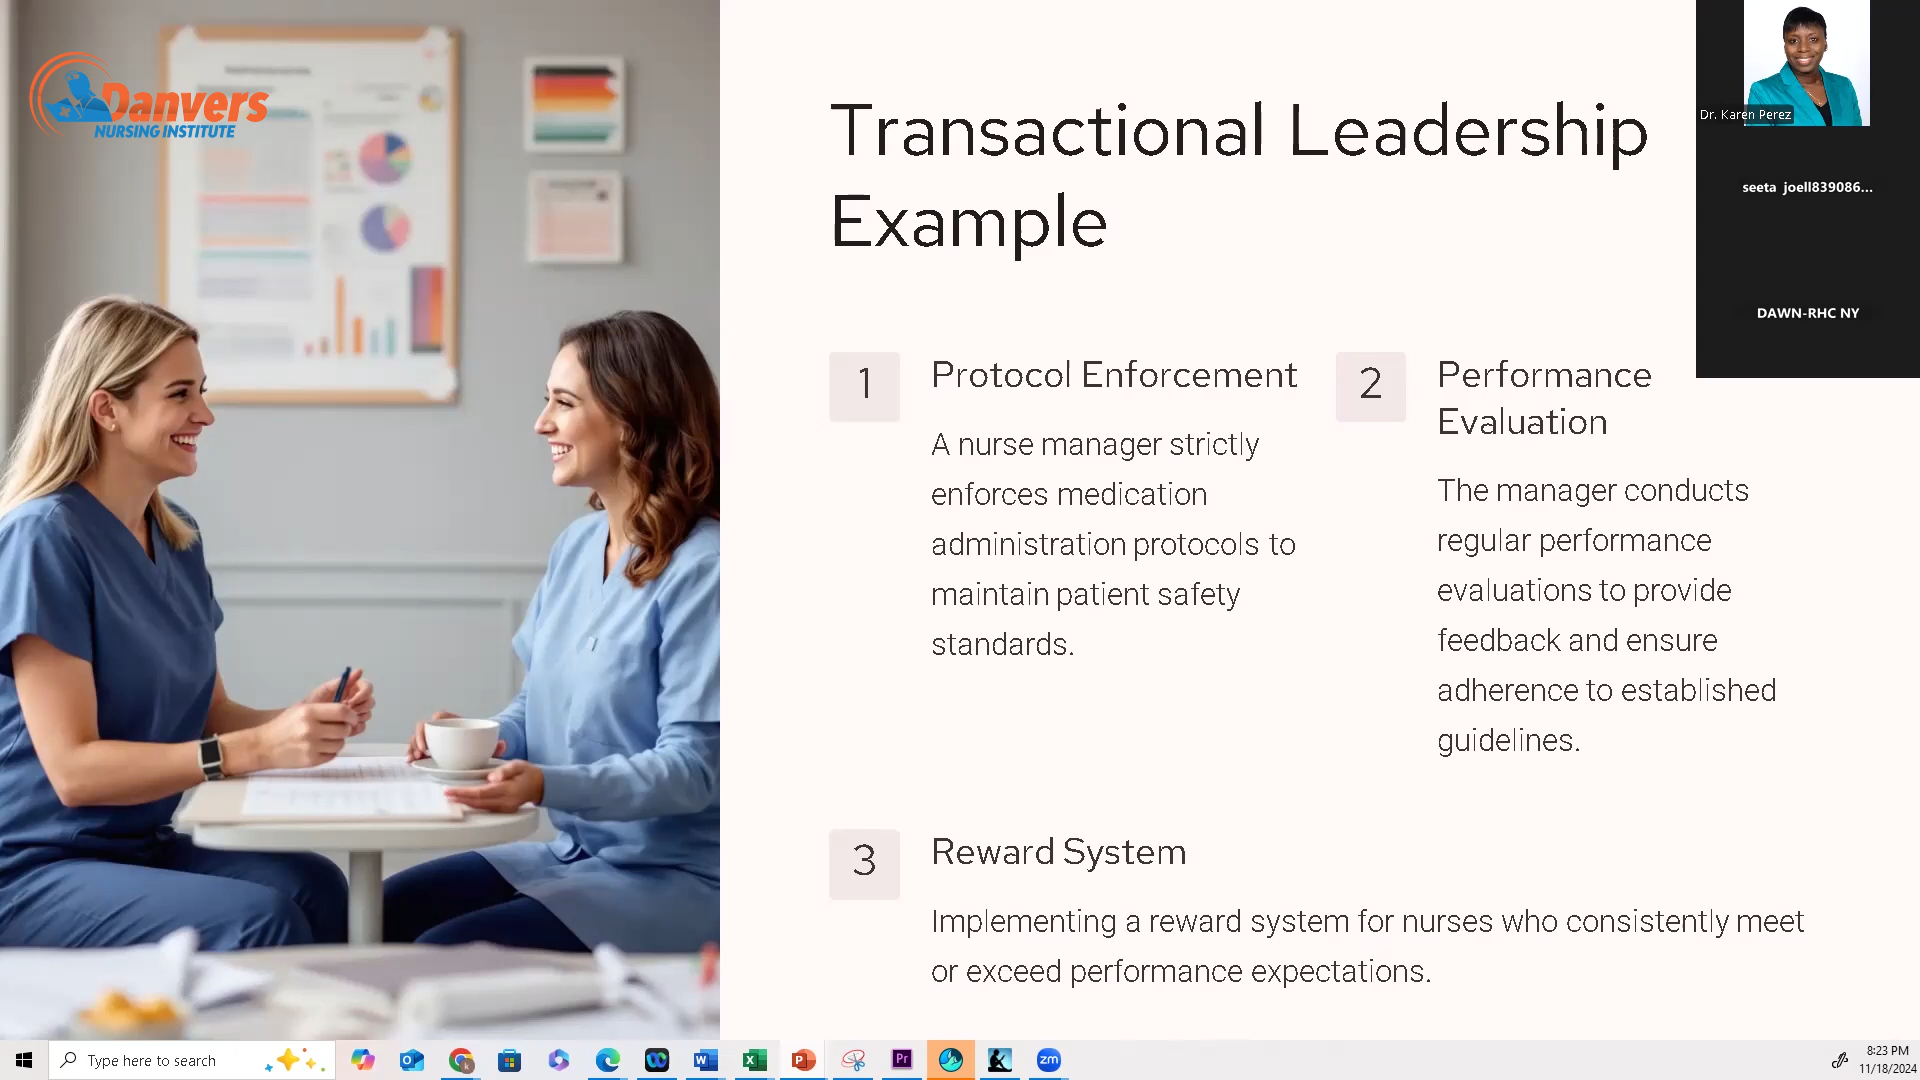 Danvers
NURSING INSTITUTE
Transactional Leadership
Example
1
Protocol Enforcement
A nurse manager strictly
enforces medication
administration protocols to
maintain patient safety
standards.
2
Performance
Evaluation
The manager conducts
regular performance
evaluations to provide
feedback and ensure
adherence to established
guidelines.
3
Reward System
Implementing a reward system for nurses who consistently meet
or exceed performance expectations.
Dr. Karen Perez
seeta joell839086...
DAWN-RHC NY
Type here to search
W
X
P
Pr
zm
8:23 PM
11/18/2024